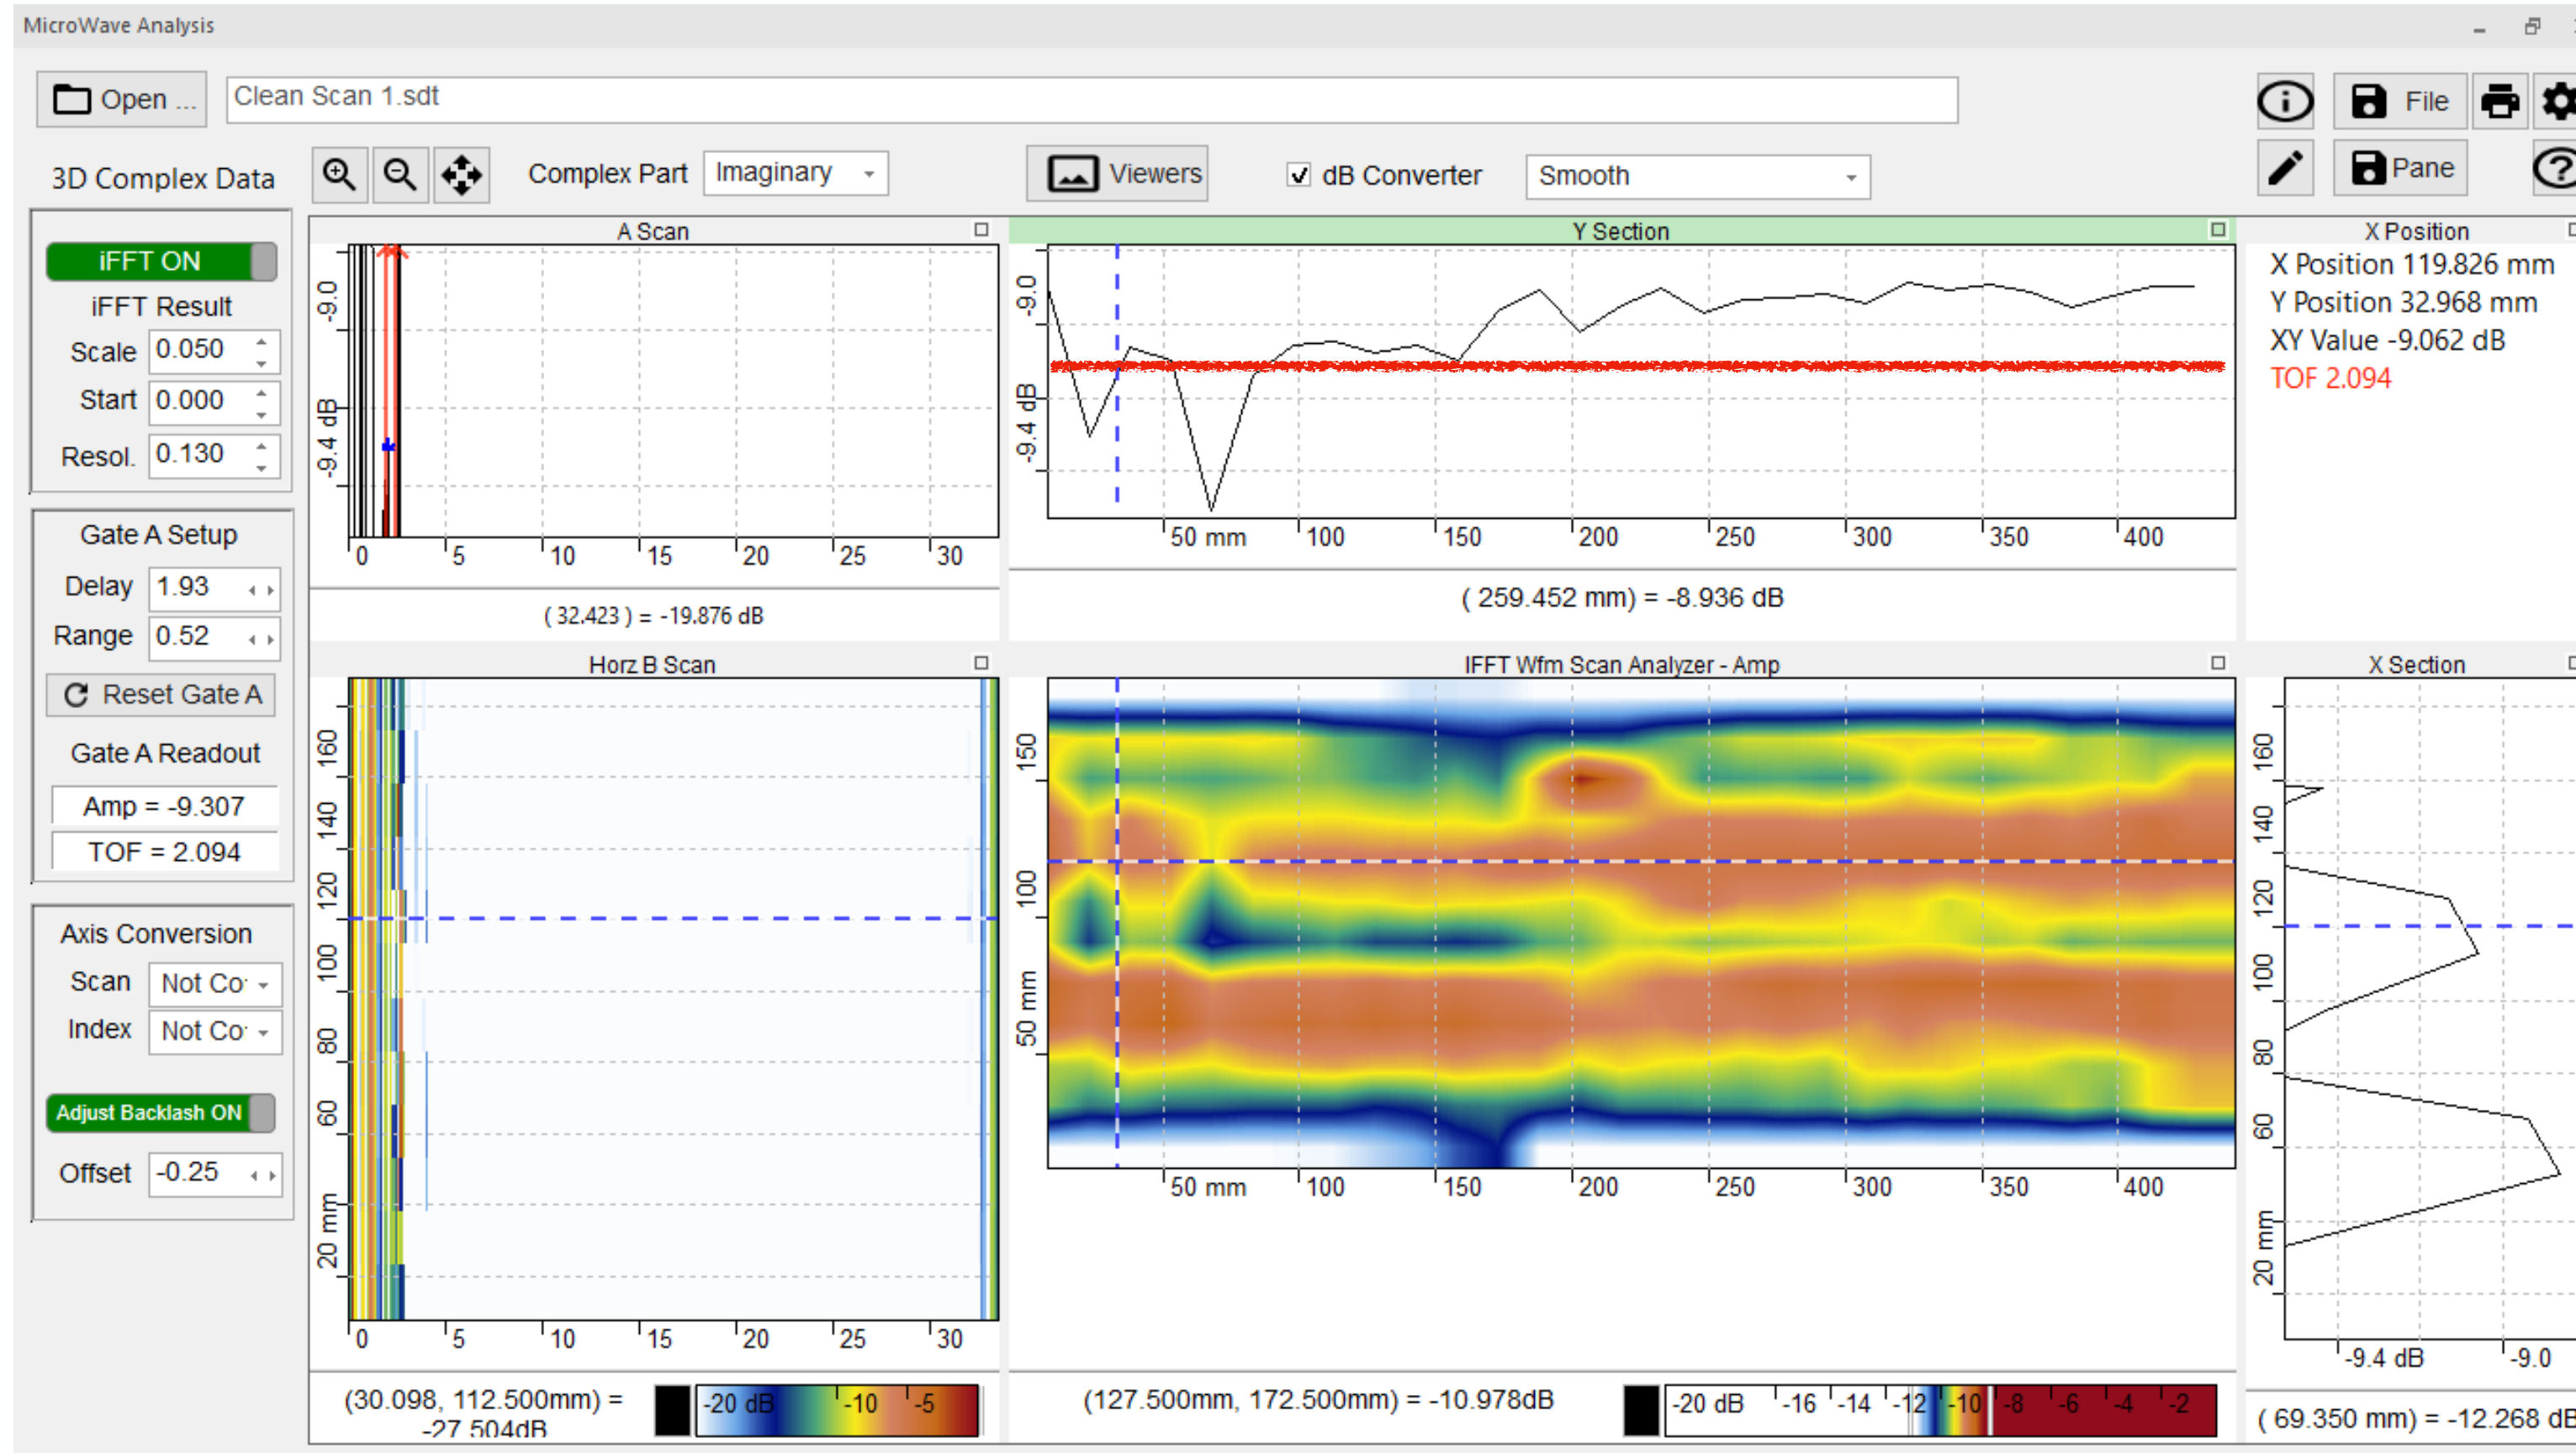 MicroWave Analysis
Open ...
Clean Scan 1.sdt
File
3D Complex Data
Complex Part
Imaginary
Viewers
dB Converter
Smooth
Pane
iFFT ON
iFFT Result
Scale 0.050
Start 0.000
Resol. 0.130
Gate A Setup
Delay 1.93
Range 0.52
Reset Gate A
Gate A Readout
Amp = -9.307
TOF = 2.094
Axis Conversion
Scan Not Co
Index Not Co
Adjust Backlash ON
Offset -0.25
A Scan
-9.0
-9.4 dB
0 5 10 15 20 25 30
( 32.423 ) = -19.876 dB
Y Section
-9.0
-9.4 dB
50 mm 100 150 200 250 300 350 400
( 259.452 mm) = -8.936 dB
X Position
X Position 119.826 mm
Y Position 32.968 mm
XY Value -9.062 dB
TOF 2.094
Horz B Scan
160
140
120
100
80
60
20 mm
0 5 10 15 20 25 30
(30.098, 112.500mm) =
-27.504dB
-20 dB -10 -5
IFFT Wfm Scan Analyzer - Amp
150
100
50 mm
50 mm 100 150 200 250 300 350 400
(127.500mm, 172.500mm) = -10.978dB
-20 dB -16 -14 -12 -10 -8 -6 -4 -2
X Section
160
140
120
100
80
60
20 mm
-9.4 dB -9.0
( 69.350 mm) = -12.268 dB